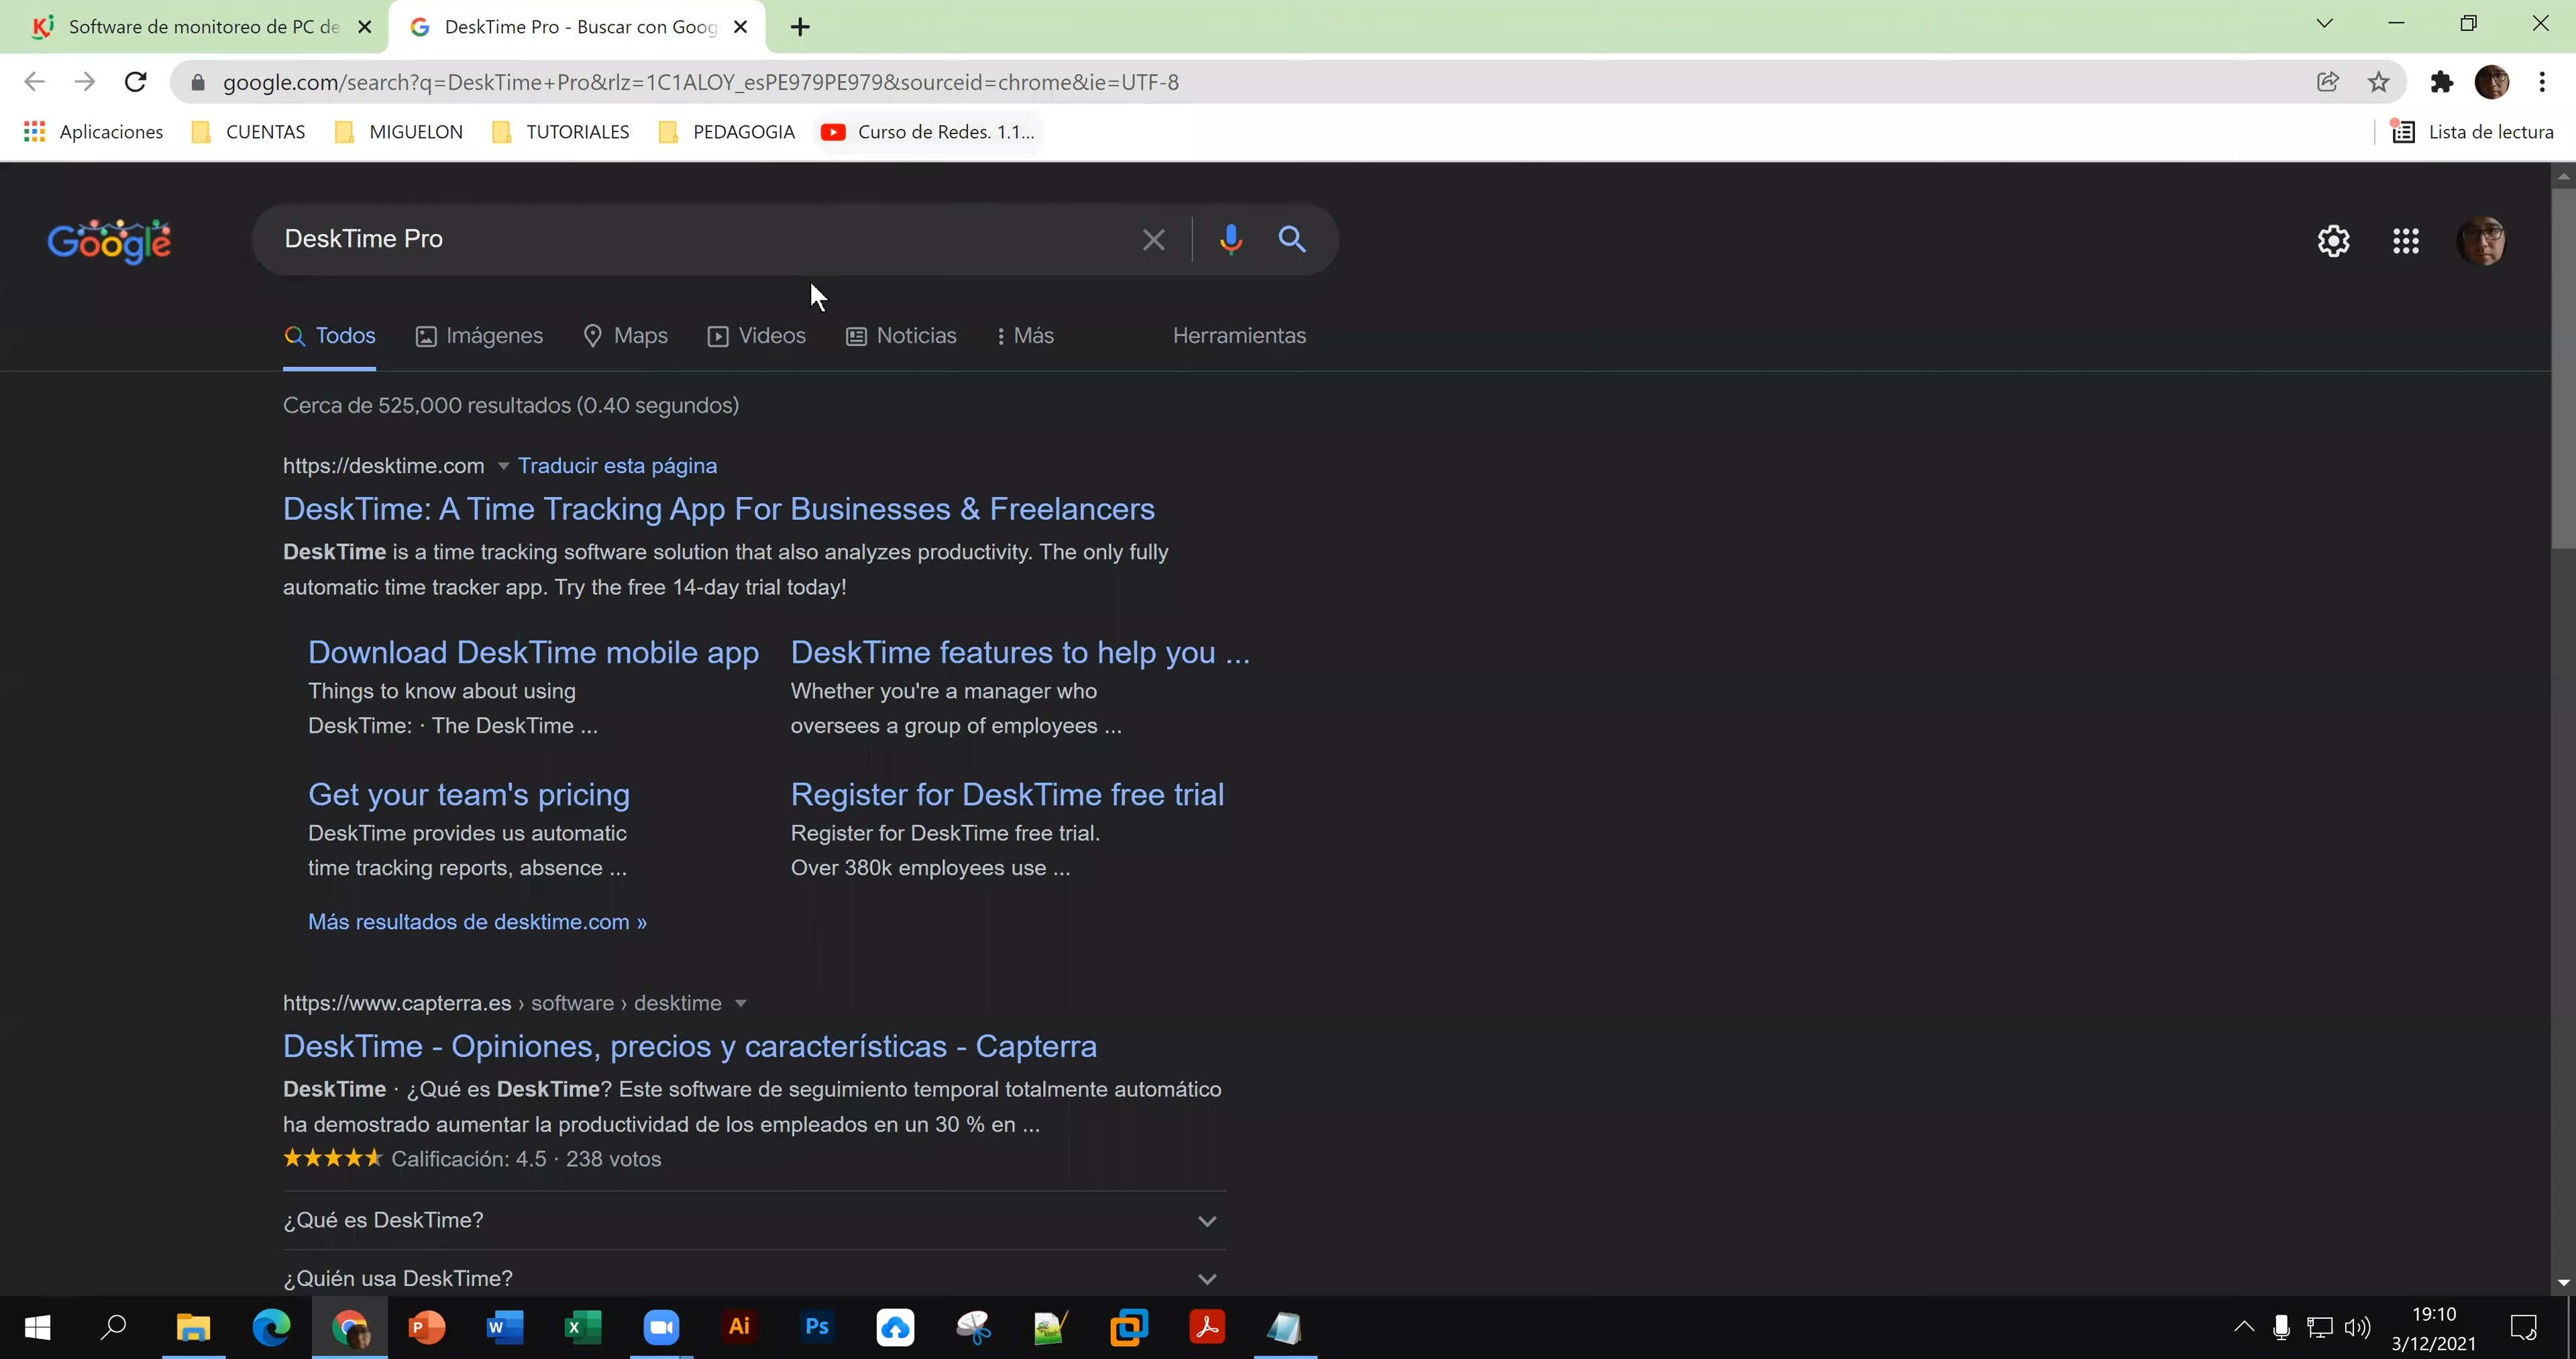 Software de monitoreo de PC de
DeskTime Pro - Buscar con Goog
google.com/search?q=DeskTime+Pro&rlz=1C1ALOY_esPE979PE979&sourceid=chrome&ie=UTF-8
Aplicaciones
CUENTAS
MIGUELON
TUTORIALES
PEDAGOGIA
Curso de Redes. 1.1...
Lista de lectura
Google
DeskTime Pro
Todos
Imágenes
Maps
Videos
Noticias
Más
Herramientas
Cerca de 525,000 resultados (0.40 segundos)
https://desktime.com Traducir esta página
DeskTime: A Time Tracking App For Businesses & Freelancers
DeskTime is a time tracking software solution that also analyzes productivity. The only fully
automatic time tracker app. Try the free 14-day trial today!
Download DeskTime mobile app
Things to know about using
DeskTime: · The DeskTime ...
DeskTime features to help you ...
Whether you're a manager who
oversees a group of employees ...
Get your team's pricing
DeskTime provides us automatic
time tracking reports, absence ...
Register for DeskTime free trial
Register for DeskTime free trial.
Over 380k employees use ...
Más resultados de desktime.com »
https://www.capterra.es › software › desktime
DeskTime - Opiniones, precios y características - Capterra
DeskTime · ¿Qué es DeskTime? Este software de seguimiento temporal totalmente automático
ha demostrado aumentar la productividad de los empleados en un 30 % en ...
Calificación: 4.5 · 238 votos
¿Qué es DeskTime?
¿Quién usa DeskTime?
P
W
X
Ai
Ps
19:10
3/12/2021